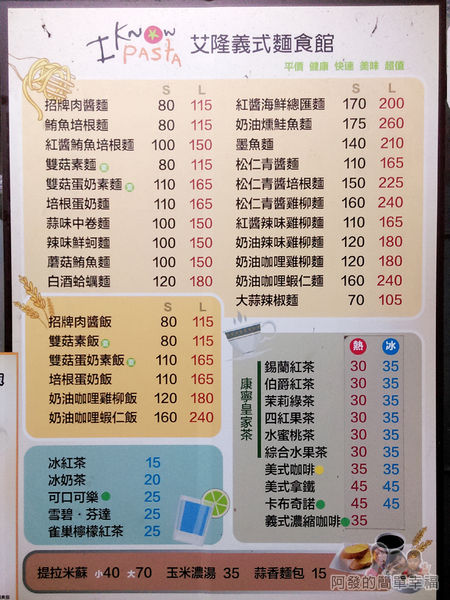 I KNOW PASTA 艾隆義式麵食館
平價 健康 快速 美味 超值
S L
招牌肉醬麵 80 115
鮪魚培根麵 80 115
紅醬鮪魚培根麵 100 150
雙菇素麵 80 115
雙菇蛋奶素麵 110 165
培根蛋奶麵 110 165
蒜味中卷麵 100 150
辣味鮮蚵麵 100 150
蘑菇鮪魚麵 100 150
白酒蛤蠣麵 120 180
S L
紅醬海鮮總匯麵 170 200
奶油燻鮭魚麵 175 260
墨魚麵 140 210
松仁青醬麵 110 165
松仁青醬培根麵 150 225
松仁青醬雞柳麵 160 240
紅醬辣味雞柳麵 110 165
奶油辣味雞柳麵 120 180
奶油咖哩雞柳麵 120 180
奶油咖哩蝦仁麵 160 240
大蒜辣椒麵 70 105
S L
招牌肉醬飯 80 115
雙菇素飯 80 115
雙菇蛋奶素飯 110 165
培根蛋奶飯 110 165
奶油咖哩雞柳飯 120 180
奶油咖哩蝦仁飯 160 240
熱 冰
康寧皇家茶
錫蘭紅茶 30 35
伯爵紅茶 30 35
茉莉綠茶 30 35
四紅果茶 30 35
水蜜桃茶 30 35
綜合水果茶 30 35
美式咖啡 35 35
美式拿鐵 45 45
卡布奇諾 45 45
義式濃縮咖啡 35
冰紅茶 15
冰奶茶 20
可口可樂 25
雪碧·芬達 25
雀巢檸檬紅茶 25
提拉米蘇 小40 大70 玉米濃湯 35 蒜香麵包 15
阿發的簡單幸福